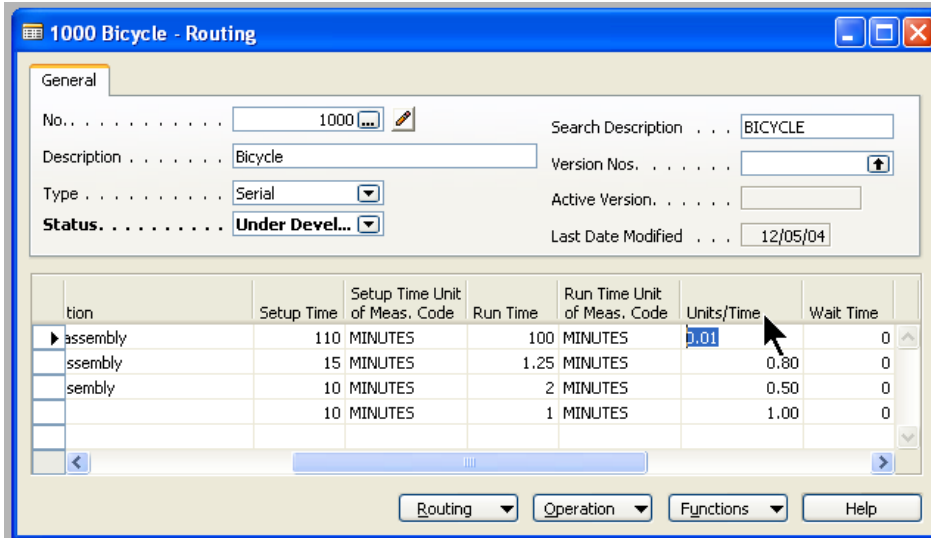 1000 Bicycle - Routing
General
No.. . . . . . . . . . . . 1000 ...
Search Description . . . BICYCLE
Description . . . . . . . Bicycle
Version Nos. . . . . . .
Type . . . . . . . . . . . Serial
Active Version. . . . . .
Status. . . . . . . . . . Under Devel...
Last Date Modified . . . 12/05/04
tion Setup Time Setup Time Unit of Meas. Code Run Time Run Time Unit of Meas. Code Units/Time Wait Time
assembly 110 MINUTES 100 MINUTES 0.01 0
ssembly 15 MINUTES 1.25 MINUTES 0.80 0
sembly 10 MINUTES 2 MINUTES 0.50 0
10 MINUTES 1 MINUTES 1.00 0
Routing Operation Functions Help